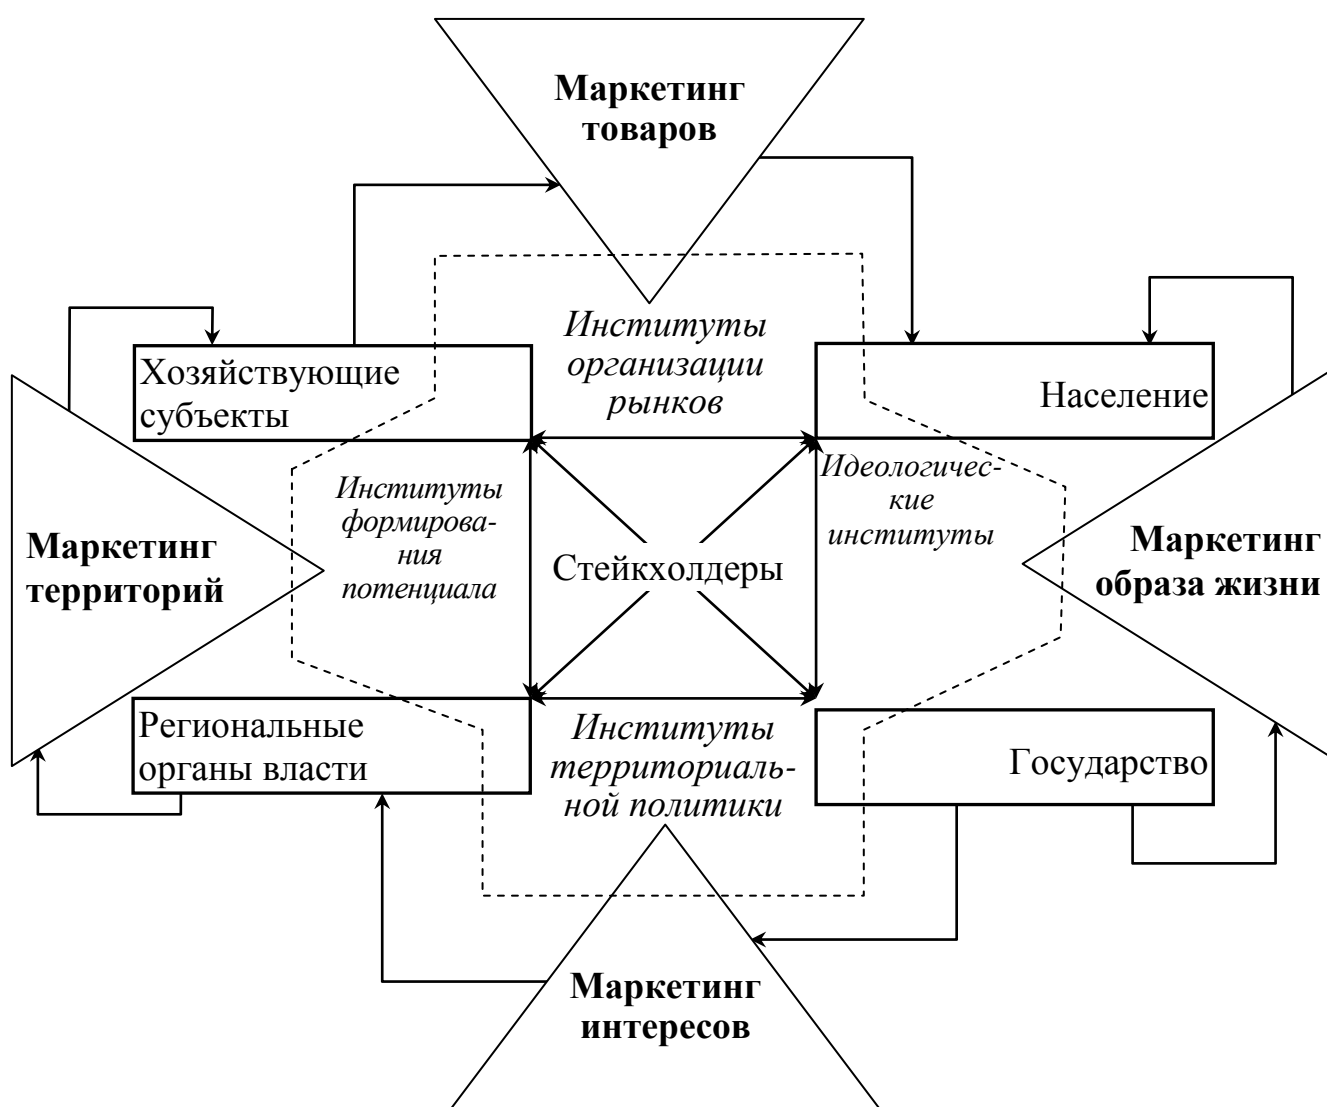 Маркетинг
товаров
Институты
организации
рынков
Хозяйствующие
субъекты
Население
Институты
формирова-
ния
потенциала
Идеологичес-
кие
институты
Маркетинг
территорий
Стейкхолдеры
Маркетинг
образа жизни
Региональные
органы власти
Институты
территориаль-
ной политики
Государство
Маркетинг
интересов